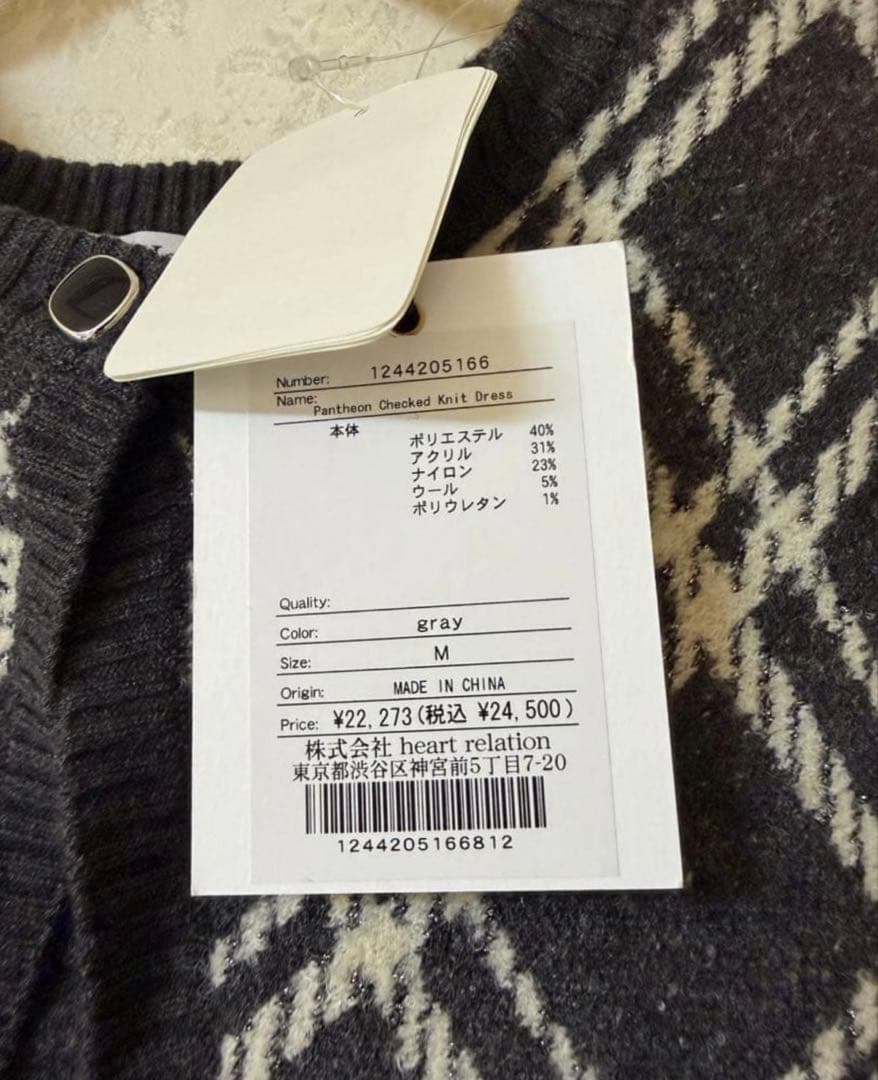 Number: 1244205166
Name: Pantheon Checked Knit Dress
本体 ポリエステル 40%
アクリル 31%
ナイロン 23%
ウール 5%
ポリウレタン 1%
Quality:
Color: gray
Size: M
Origin: MADE IN CHINA
Price: ¥22,273(税込 ¥24,500)
株式会社 heart relation
東京都渋谷区神宮前5丁目7-20
1244205166812